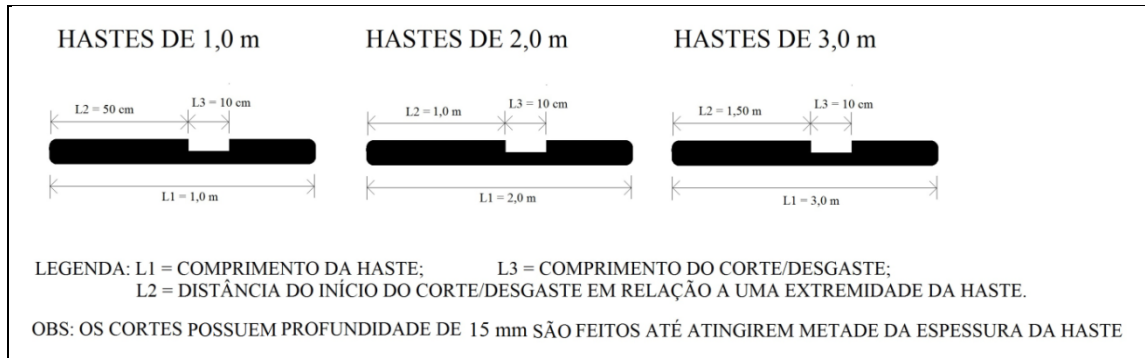 HASTES DE 1,0 m HASTES DE 2,0 m HASTES DE 3,0 m
L2 = 50 cm L3 = 10 cm L2 = 1,0 m L3 = 10 cm L2 = 1,50 m L3 = 10 cm
L1 = 1,0 m L1 = 2,0 m L1 = 3,0 m
LEGENDA: L1 = COMPRIMENTO DA HASTE; L3 = COMPRIMENTO DO CORTE/DESGASTE;
L2 = DISTÂNCIA DO INÍCIO DO CORTE/DESGASTE EM RELAÇÃO A UMA EXTREMIDADE DA HASTE.
OBS: OS CORTES POSSUEM PROFUNDIDADE DE 15 mm SÃO FEITOS ATÉ ATINGIREM METADE DA ESPESSURA DA HASTE